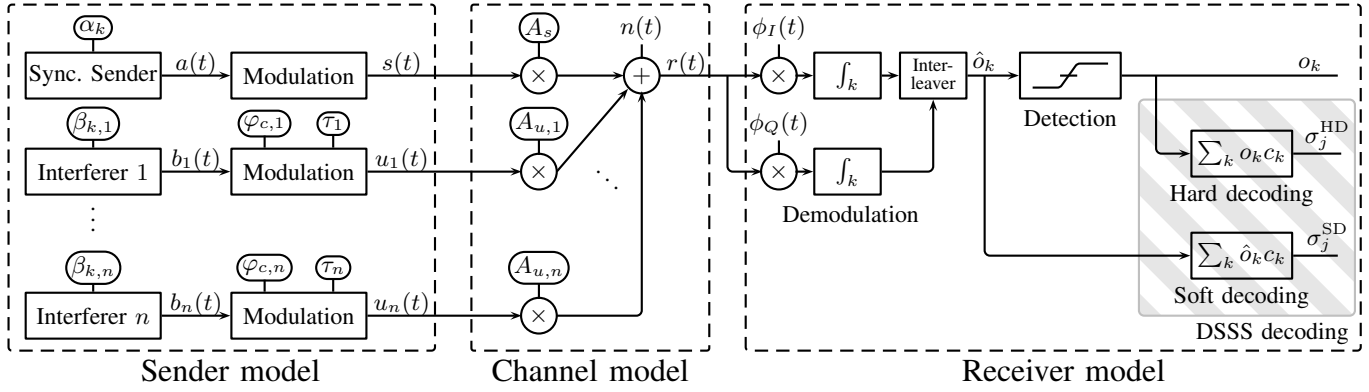 α_k A_s n(t) ϕ_I(t)
Sync. Sender a(t) Modulation s(t) × + r(t) × ∫_k Inter-leaver ô_k o_k
Detection
β_{k,1} φ_{c,1} τ_1 A_{u,1} ϕ_Q(t)
Interferer 1 b_1(t) Modulation u_1(t) × ⋱ × ∫_k ∑_k o_k c_k σ_j^{HD}
Demodulation Hard decoding
⋮
β_{k,n} φ_{c,n} τ_n A_{u,n} ∑_k ô_k c_k σ_j^{SD}
Soft decoding
Interferer n b_n(t) Modulation u_n(t) ×
DSSS decoding
Sender model Channel model Receiver model